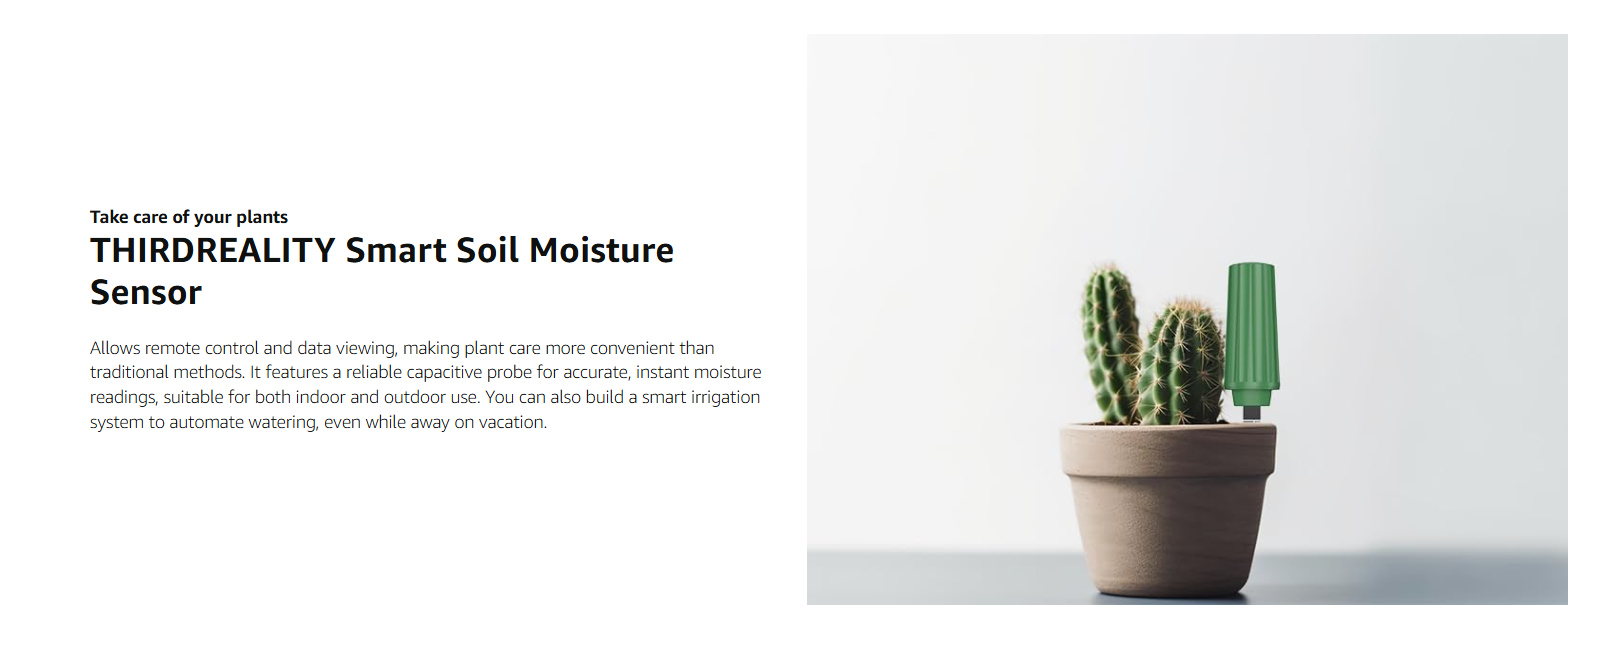 Take care of your plants
THIRDREALITY Smart Soil Moisture
Sensor
Allows remote control and data viewing, making plant care more convenient than
traditional methods. It features a reliable capacitive probe for accurate, instant moisture
readings, suitable for both indoor and outdoor use. You can also build a smart irrigation
system to automate watering, even while away on vacation.